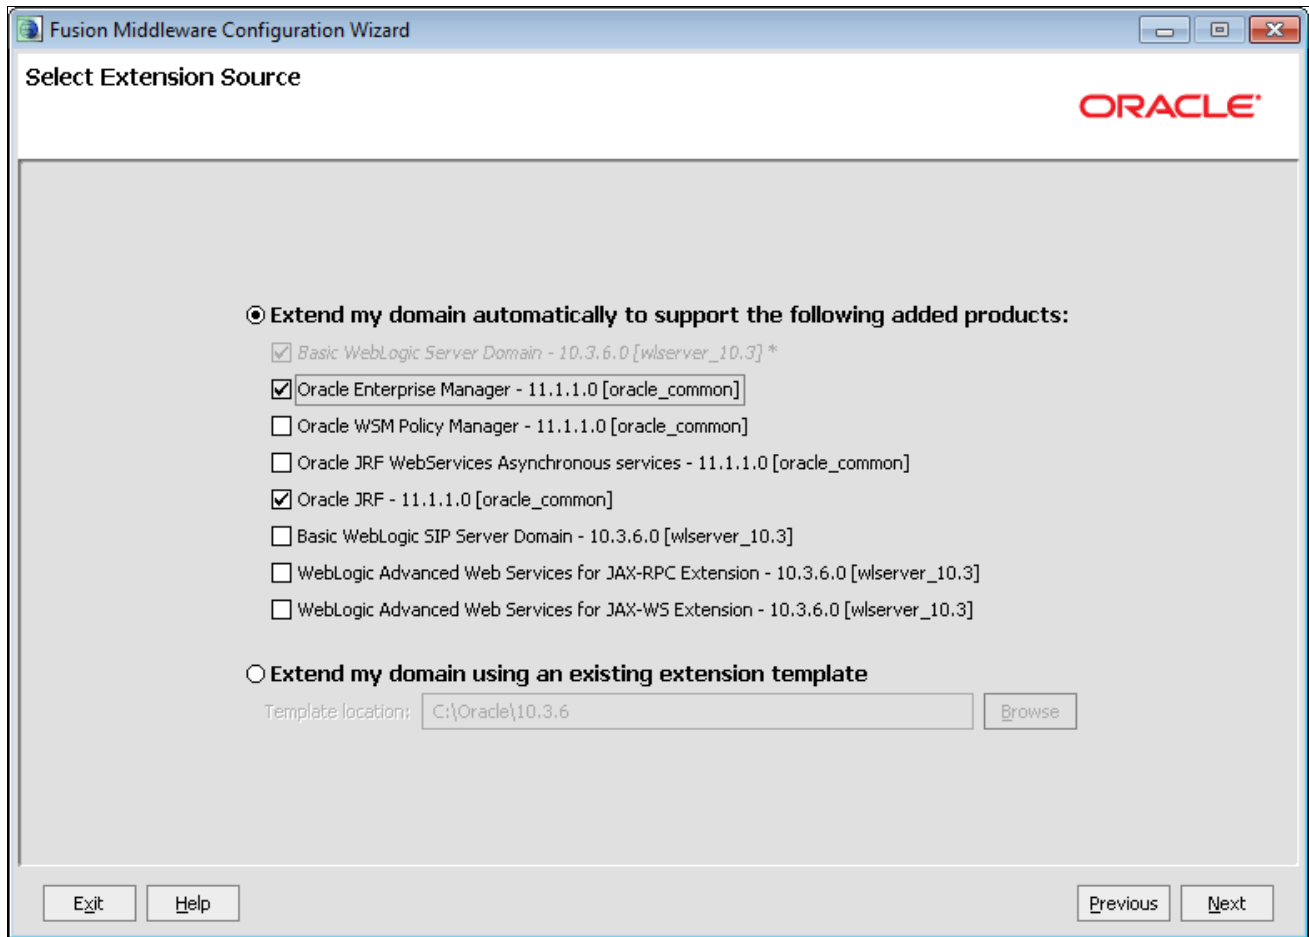 Fusion Middleware Configuration Wizard
Select Extension Source
ORACLE
Extend my domain automatically to support the following added products:
Basic WebLogic Server Domain - 10.3.6.0 [wlserver_10.3] *
Oracle Enterprise Manager - 11.1.1.0 [oracle_common]
Oracle WSM Policy Manager - 11.1.1.0 [oracle_common]
Oracle JRF WebServices Asynchronous services - 11.1.1.0 [oracle_common]
Oracle JRF - 11.1.1.0 [oracle_common]
Basic WebLogic SIP Server Domain - 10.3.6.0 [wlserver_10.3]
WebLogic Advanced Web Services for JAX-RPC Extension - 10.3.6.0 [wlserver_10.3]
WebLogic Advanced Web Services for JAX-WS Extension - 10.3.6.0 [wlserver_10.3]
Extend my domain using an existing extension template
Template location: C:\Oracle\10.3.6 Browse
Exit Help Previous Next